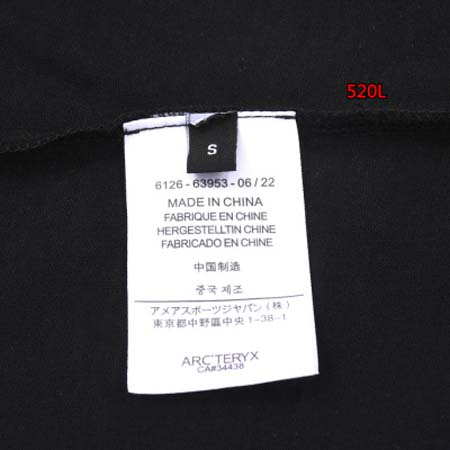 520L
S
6126-63953-06/22
MADE IN CHINA
FABRIQUE EN CHINE
HERGESTELLTIN CHINE
FABRICADO EN CHINE
中国制造
중국 제조
アメアスポーツジャパン(株)
東京都中野區中央1-38-1
ARC'TERYX
CA#34438